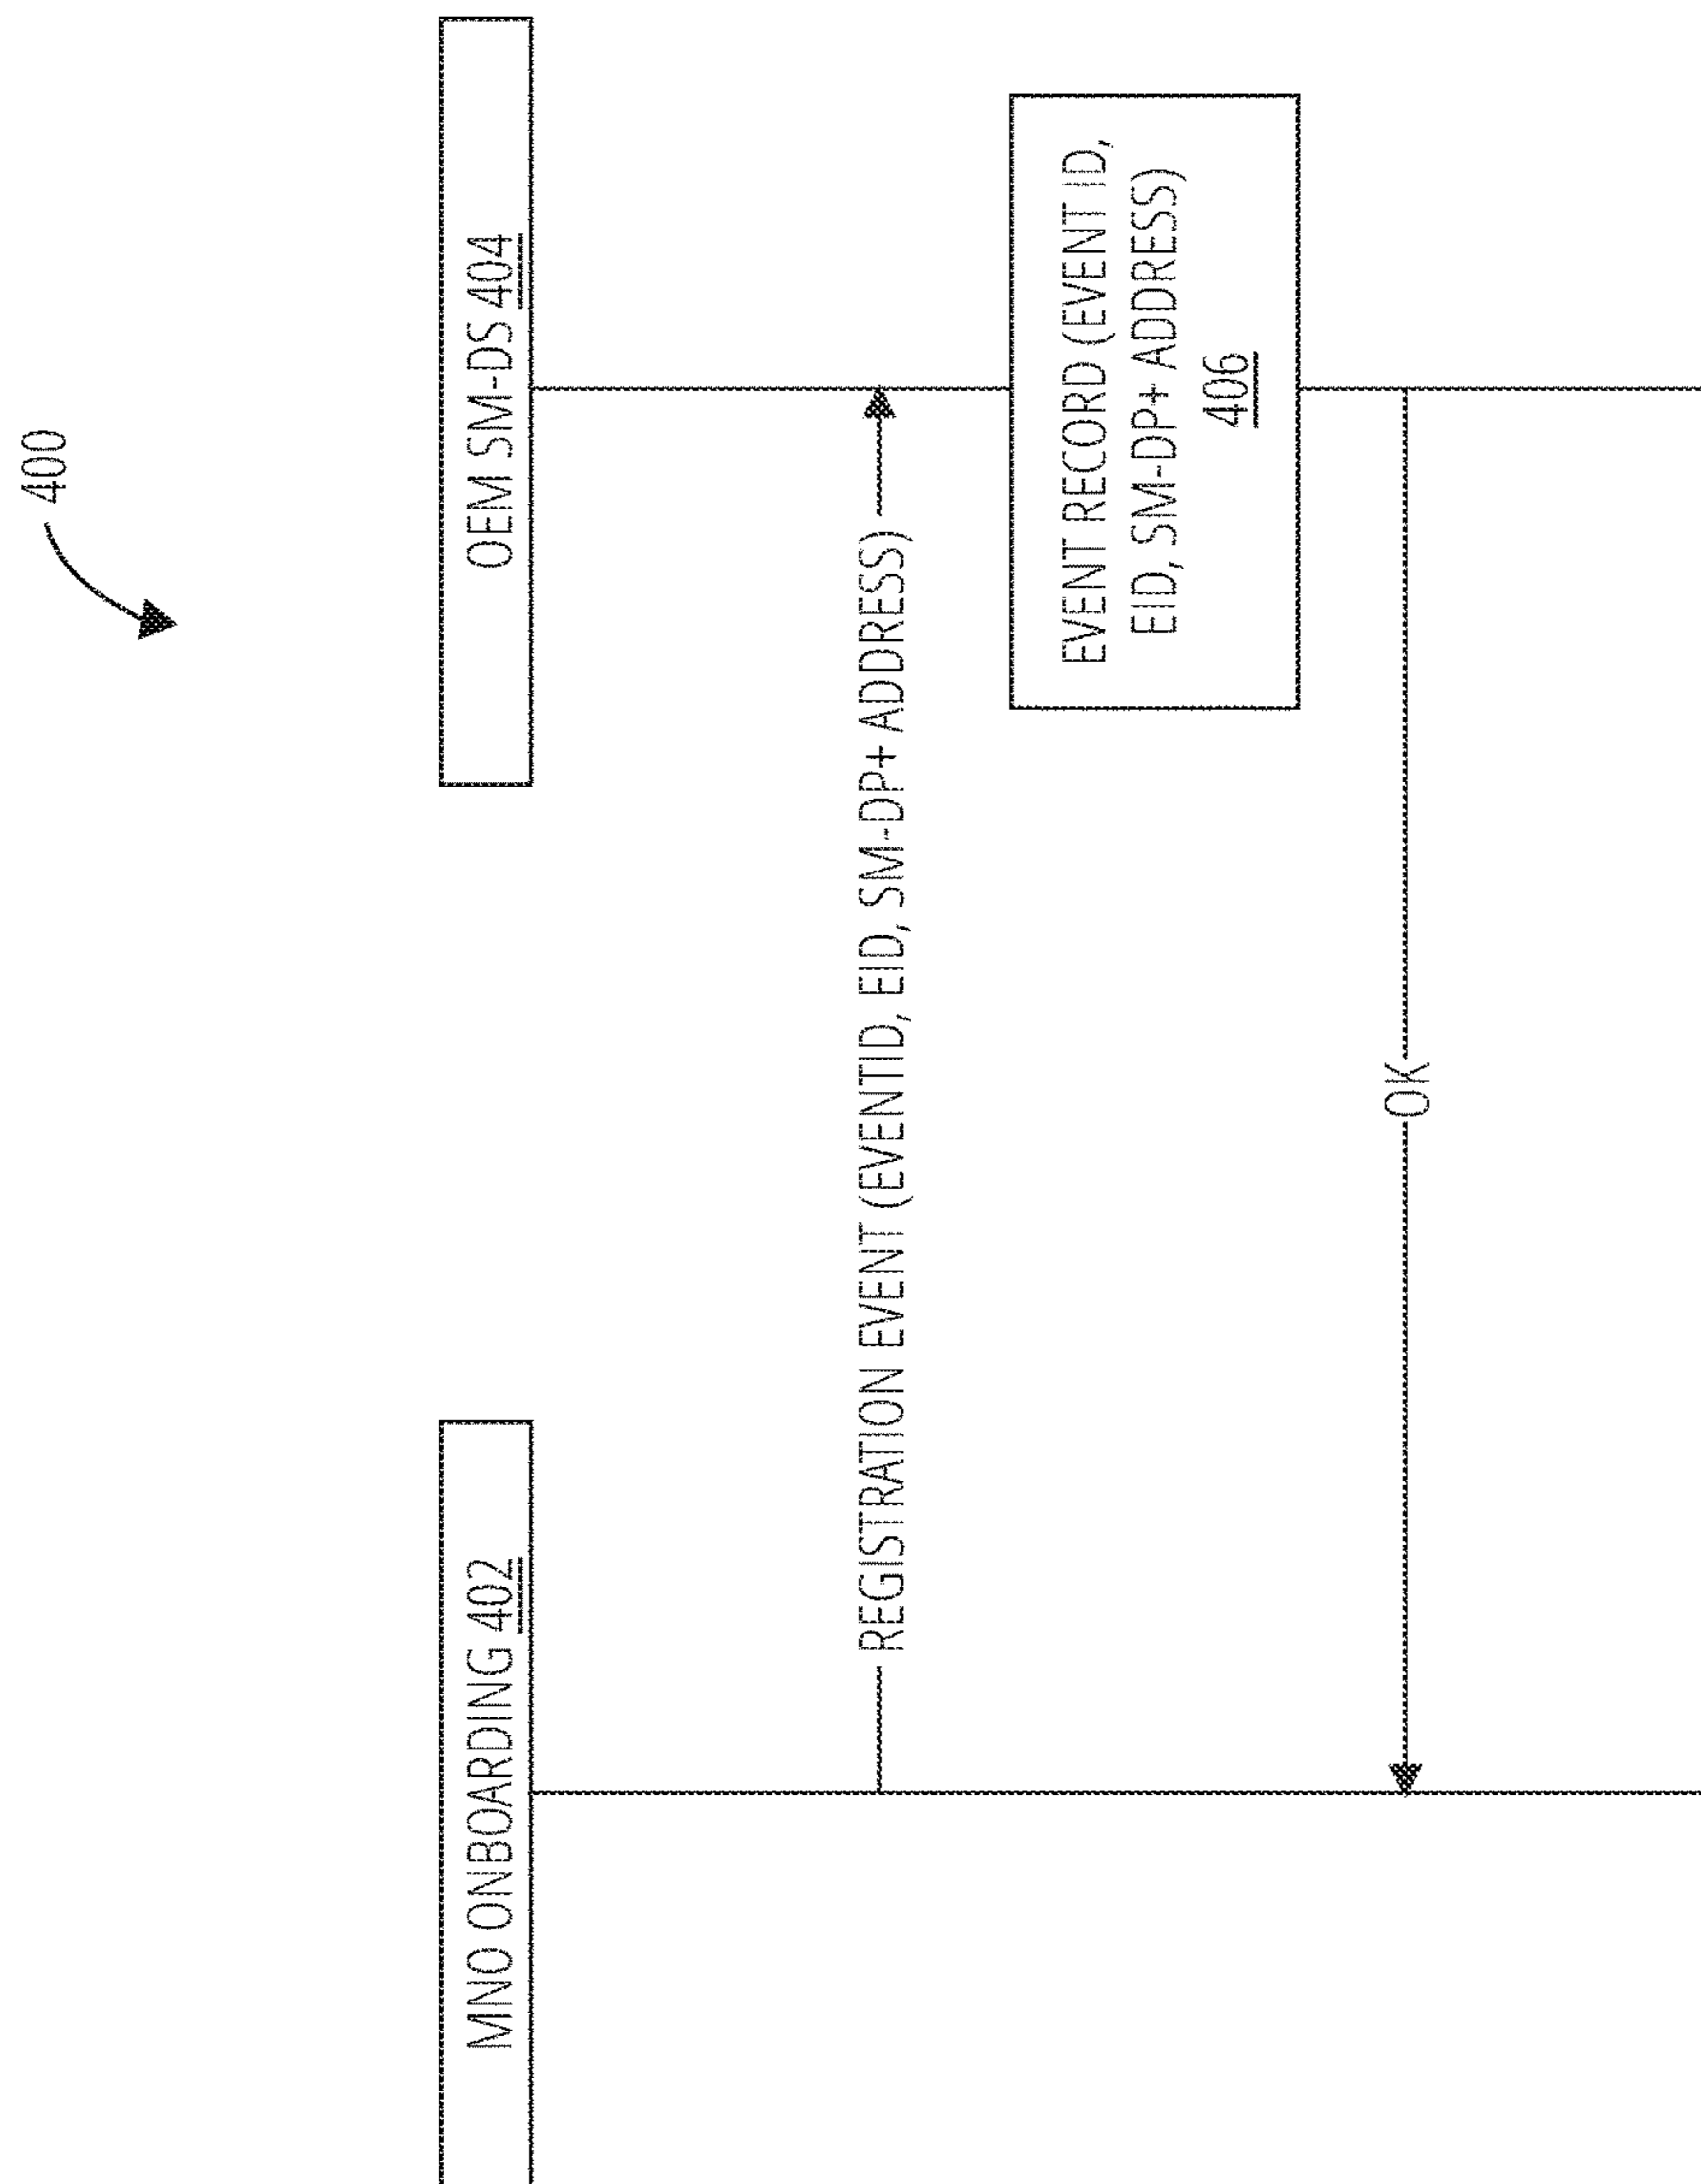 400
MNO ONBOARDING 402
OEM SM-DS 404
REGISTRATION EVENT (EVENTID, EID, SM-DP+ ADDRESS)
EVENT RECORD (EVENT ID,
EID, SM-DP+ ADDRESS)
406
OK